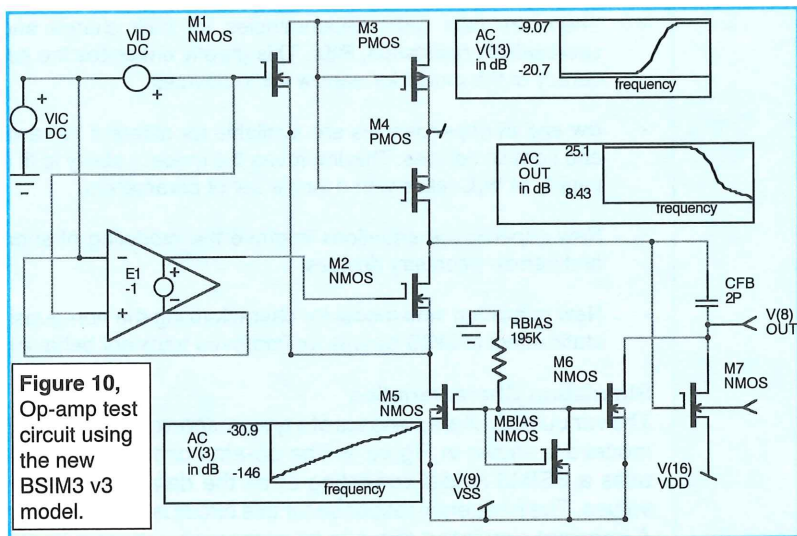 M1
NMOS
VID
DC
M3
PMOS
AC
V(13)
in dB
-9.07
-20.7
frequency
VIC
DC
M4
PMOS
AC
OUT
in dB
25.1
8.43
frequency
E1
-1
M2
NMOS
CFB
2P
V(8)
OUT
RBIAS
195K
M6
NMOS
M7
NMOS
M5
NMOS
MBIAS
NMOS
Figure 10,
Op-amp test
circuit using
the new
BSIM3 v3
model.
AC
V(3)
in dB
-30.9
-146
frequency
V(9)
VSS
V(16)
VDD